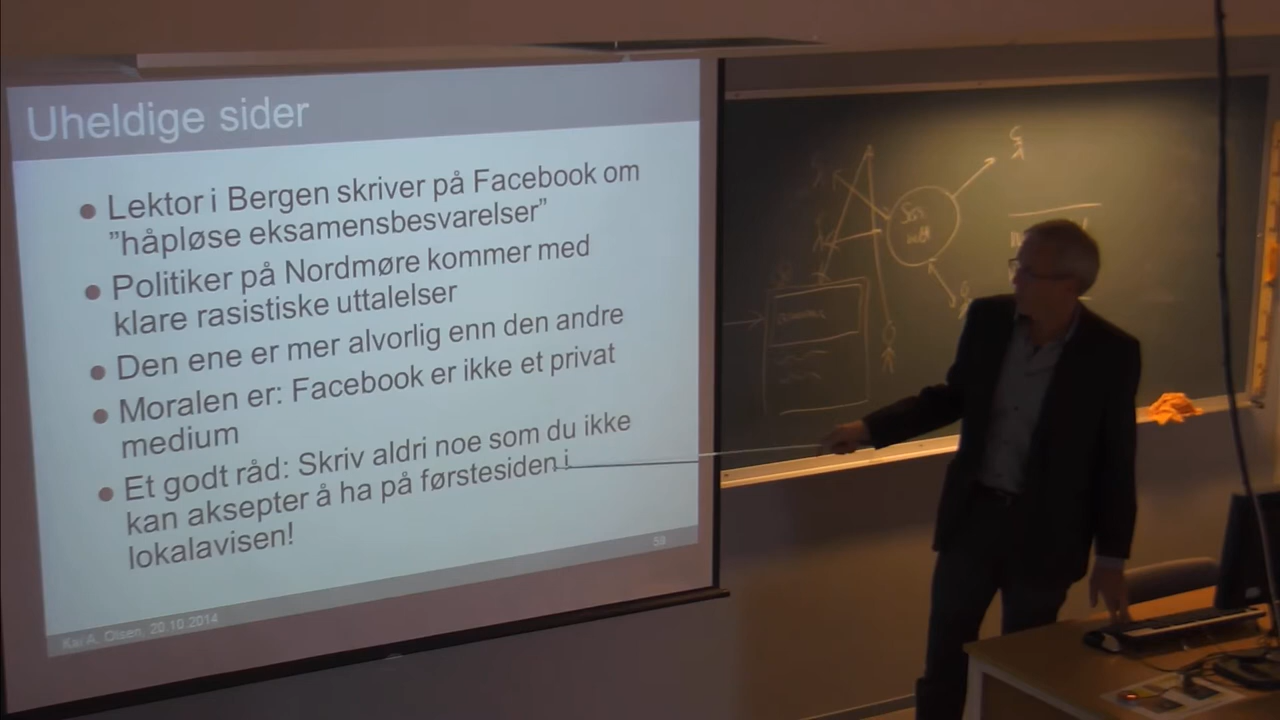 Uheldige sider
Lektor i Bergen skriver på Facebook om
"håpløse eksamensbesvarelser"
Politiker på Nordmøre kommer med
klare rasistiske uttalelser
Den ene er mer alvorlig enn den andre
Moralen er: Facebook er ikke et privat
medium
Et godt råd: Skriv aldri noe som du ikke
kan aksepter å ha på førstesiden i
lokalavisen!
59
Kai A. Olsen, 20.10.2014